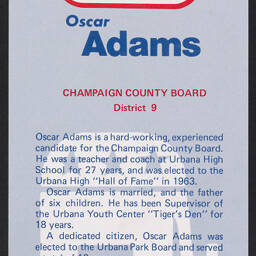 Oscar
Adams
CHAMPAIGN COUNTY BOARD
District 9
Oscar Adams is a hard-working, experienced
candidate for the Champaign County Board.
He was a teacher and coach at Urbana High
School for 27 years, and was elected to the
Urbana High "Hall of Fame" in 1963.
Oscar Adams is married, and the father
of six children. He has been Supervisor of
the Urbana Youth Center "Tiger's Den" for
18 years.
A dedicated citizen, Oscar Adams was
elected to the Urbana Park Board and served